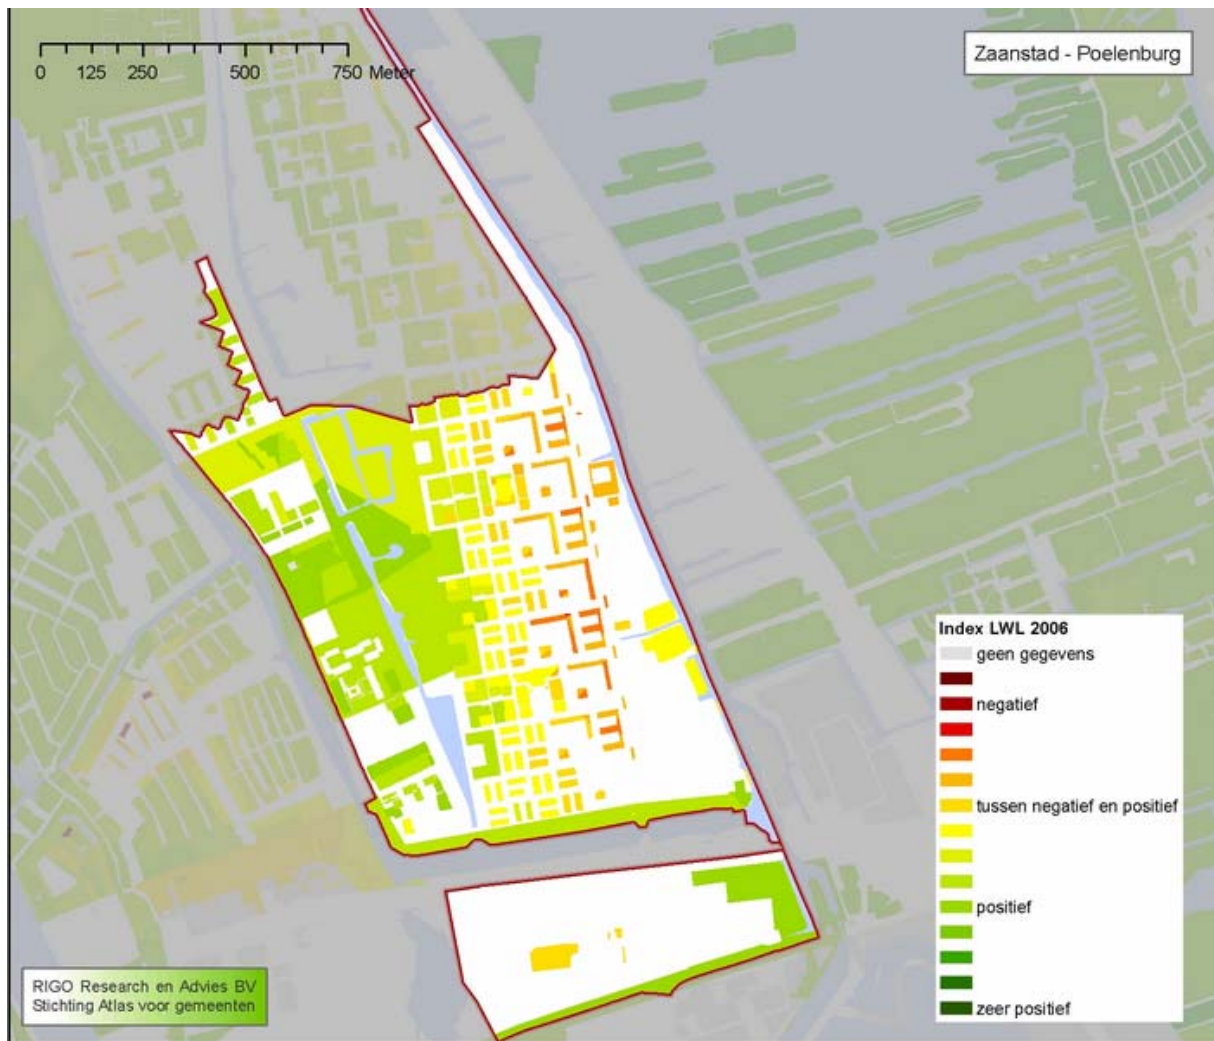 Zaanstad - Poelenburg
0 125 250 500 750 Meter
Index LWL 2006
geen gegevens
negatief
tussen negatief en positief
positief
zeer positief
RIGO Research en Advies BV
Stichting Atlas voor gemeenten